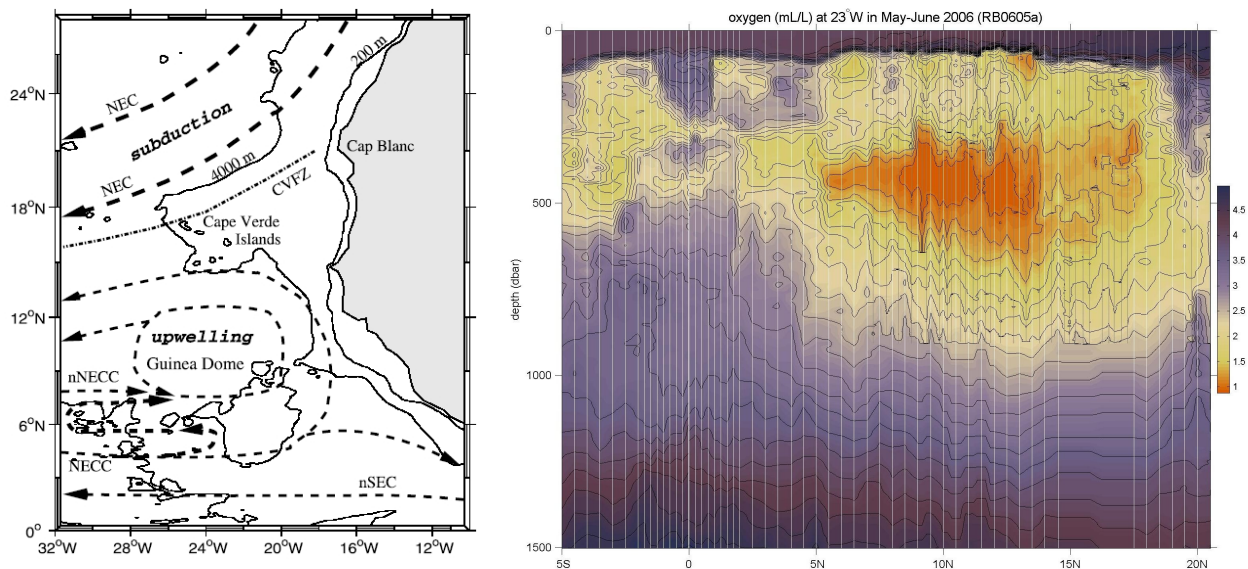 200 m
24°N
NEC
subduction
Cap Blanc
4000 m
NEC
CVFZ
18°N
Cape Verde
Islands
12°N
upwelling
Guinea Dome
nNECC
6°N
NECC
nSEC
0°
32°W 28°W 24°W 20°W 16°W 12°W
oxygen (mL/L) at 23°W in May-June 2006 (RB0605a)
0
500
depth (dbar)
1000
1500
5S 0 5N 10N 15N 20N
4.5
4
3.5
3
2.5
2
1.5
1